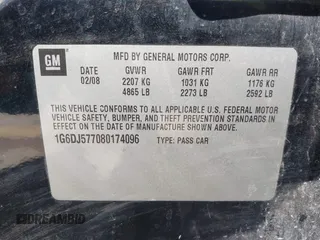 GM
MFD BY GENERAL MOTORS CORP.
DATE GVWR GAWR FRT GAWR RR
02/08 2207 KG 1031 KG 1176 KG
4865 LB 2273 LB 2592 LB
THIS VEHICLE CONFORMS TO ALL APPLICABLE U.S. FEDERAL MOTOR
VEHICLE SAFETY, BUMPER, AND THEFT PREVENTION STANDARDS IN
EFFECT ON THE DATE OF MANUFACTURE SHOWN ABOVE.
1G6DJ577080174096 TYPE: PASS CAR
DREAMBID